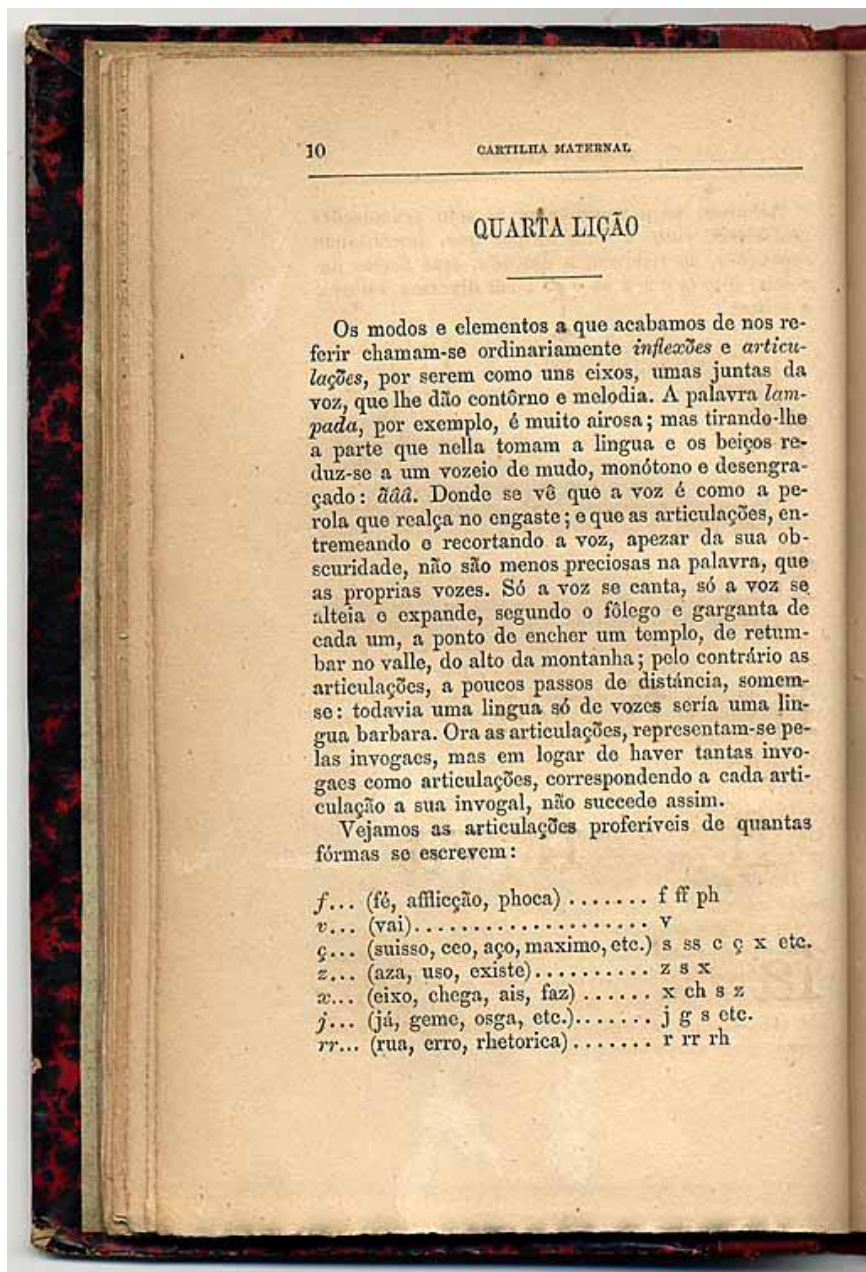 10 CARTILHA MATERNAL
QUARTA LIÇÃO
Os modos e elementos a que acabamos de nos re-
ferir chamam-se ordinariamente inflexões e articu-
lações, por serem como uns eixos, umas juntas da
voz, que lhe dão contôrno e melodia. A palavra lam-
pada, por exemplo, é muito airosa; mas tirando-lhe
a parte que nella tomam a lingua e os beiços re-
duz-se a um vozeio de mudo, monótono e desengra-
çado: ãââ. Donde se vê que a voz é como a pe-
rola que realça no engaste; e que as articulações, en-
tremeando e recortando a voz, apezar da sua ob-
scuridade, não são menos preciosas na palavra, que
as proprias vozes. Só a voz se canta, só a voz se
alteia e expande, segundo o fôlego e garganta de
cada um, a ponto de encher um templo, de retum-
bar no valle, do alto da montanha; pelo contrário as
articulações, a poucos passos de distáncia, somem-
se: todavia uma lingua só de vozes sería uma lin-
gua barbara. Ora as articulações, representam-se pe-
las invogaes, mas em logar de haver tantas invo-
gaes como articulações, correspondendo a cada arti-
culação a sua invogal, não succede assim.
Vejamos as articulações proferíveis de quantas
fórmas se escrevem:
f... (fé, afflicção, phoca) ....... f ff ph
v... (vai)..................... v
ç... (suisso, ceo, aço, maximo, etc.) s ss c ç x etc.
z... (aza, uso, existe).......... z s x
x... (eixo, chega, ais, faz) ...... x ch s z
j... (já, geme, osga, etc.)....... j g s etc.
rr... (rua, erro, rhetorica)....... r rr rh